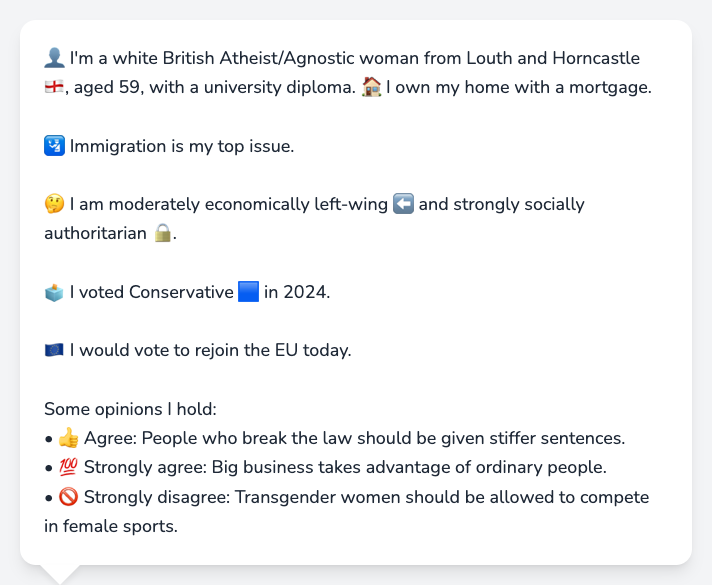 👤 I'm a white British Atheist/Agnostic woman from Louth and Horncastle
🏴󠁧󠁢󠁥󠁮󠁧󠁿, aged 59, with a university diploma. 🏠 I own my home with a mortgage.
🛂 Immigration is my top issue.
🤔 I am moderately economically left-wing ⬅️ and strongly socially
authoritarian 🔒.
🗳️ I voted Conservative 🟦 in 2024.
🇪🇺 I would vote to rejoin the EU today.
Some opinions I hold:
• 👍 Agree: People who break the law should be given stiffer sentences.
• 💯 Strongly agree: Big business takes advantage of ordinary people.
• 🚫 Strongly disagree: Transgender women should be allowed to compete
in female sports.